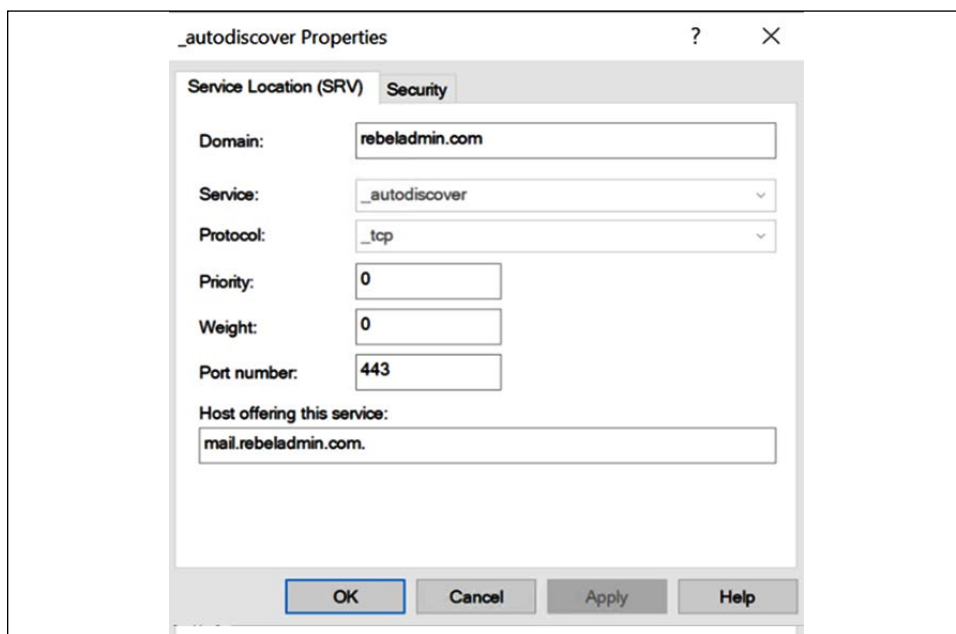 _autodiscover Properties ?
Service Location (SRV) Security
Domain: rebeladmin.com
Service: _autodiscover
Protocol: _tcp
Priority: 0
Weight: 0
Port number: 443
Host offering this service:
mail.rebeladmin.com.
OK Cancel Apply Help